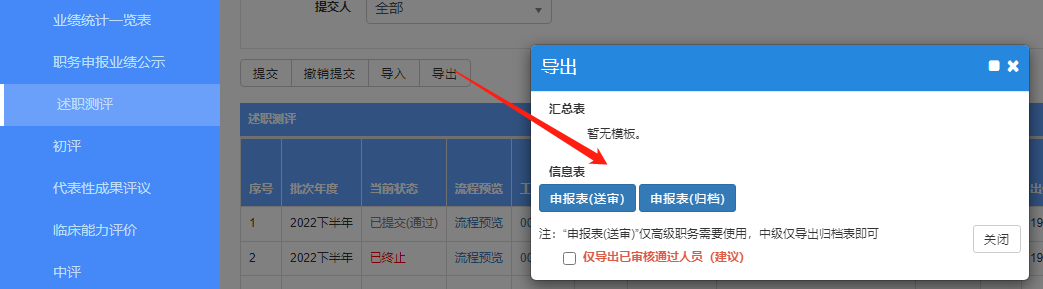 提交人 全部
业绩统计一览表
职务申报业绩公示
述职测评
初评
代表性成果评议
临床能力评价
中评
提交 撤销提交 导入 导出
述职测评
序号 批次年度 当前状态 流程预览
1 2022下半年 已提交(通过) 流程预览 00
2 2022下半年 已终止 流程预览 00
导出
汇总表
暂无模板。
信息表
申报表(送审) 申报表(归档)
注：“申报表(送审)”仅高级职务需要使用，中级仅导出归档表即可
仅导出已审核通过人员（建议）
关闭
19
19